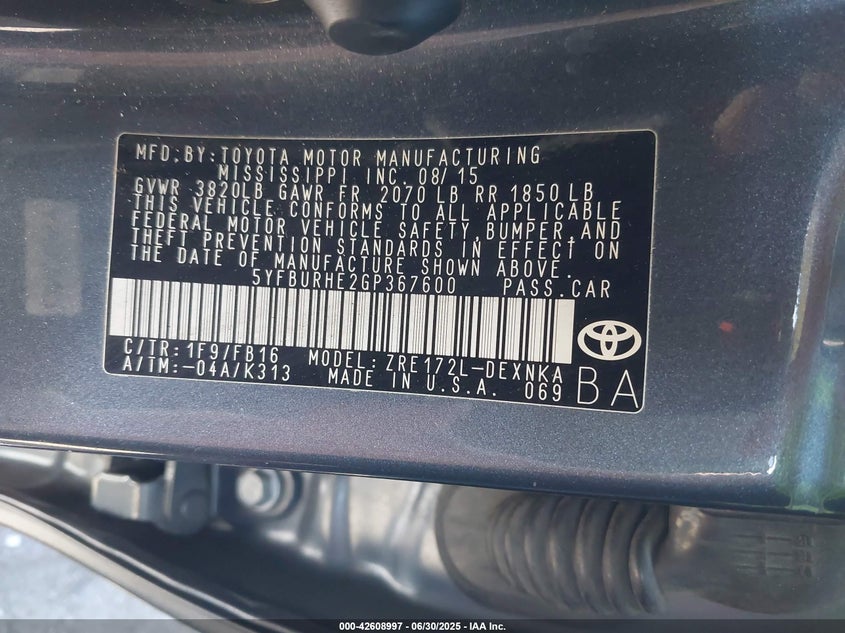 MFD.BY:TOYOTA MOTOR MANUFACTURING
MISSISSIPPI INC. 08/15
GVWR 3820LB GAWR FR 2070 LB RR 1850 LB
THIS VEHICLE CONFORMS TO ALL APPLICABLE
FEDERAL MOTOR VEHICLE SAFETY, BUMPER, AND
THEFT PREVENTION STANDARDS IN EFFECT ON
THE DATE OF MANUFACTURE SHOWN ABOVE.
5YFBURHE2GP367600 PASS.CAR
C/TR:1F9/FB16 MODEL:ZRE172L-DEXNKA
A/TM:-04A/K313 MADE IN U.S.A. 069
BA
000-42608997 - 06/30/2025 - IAA Inc.